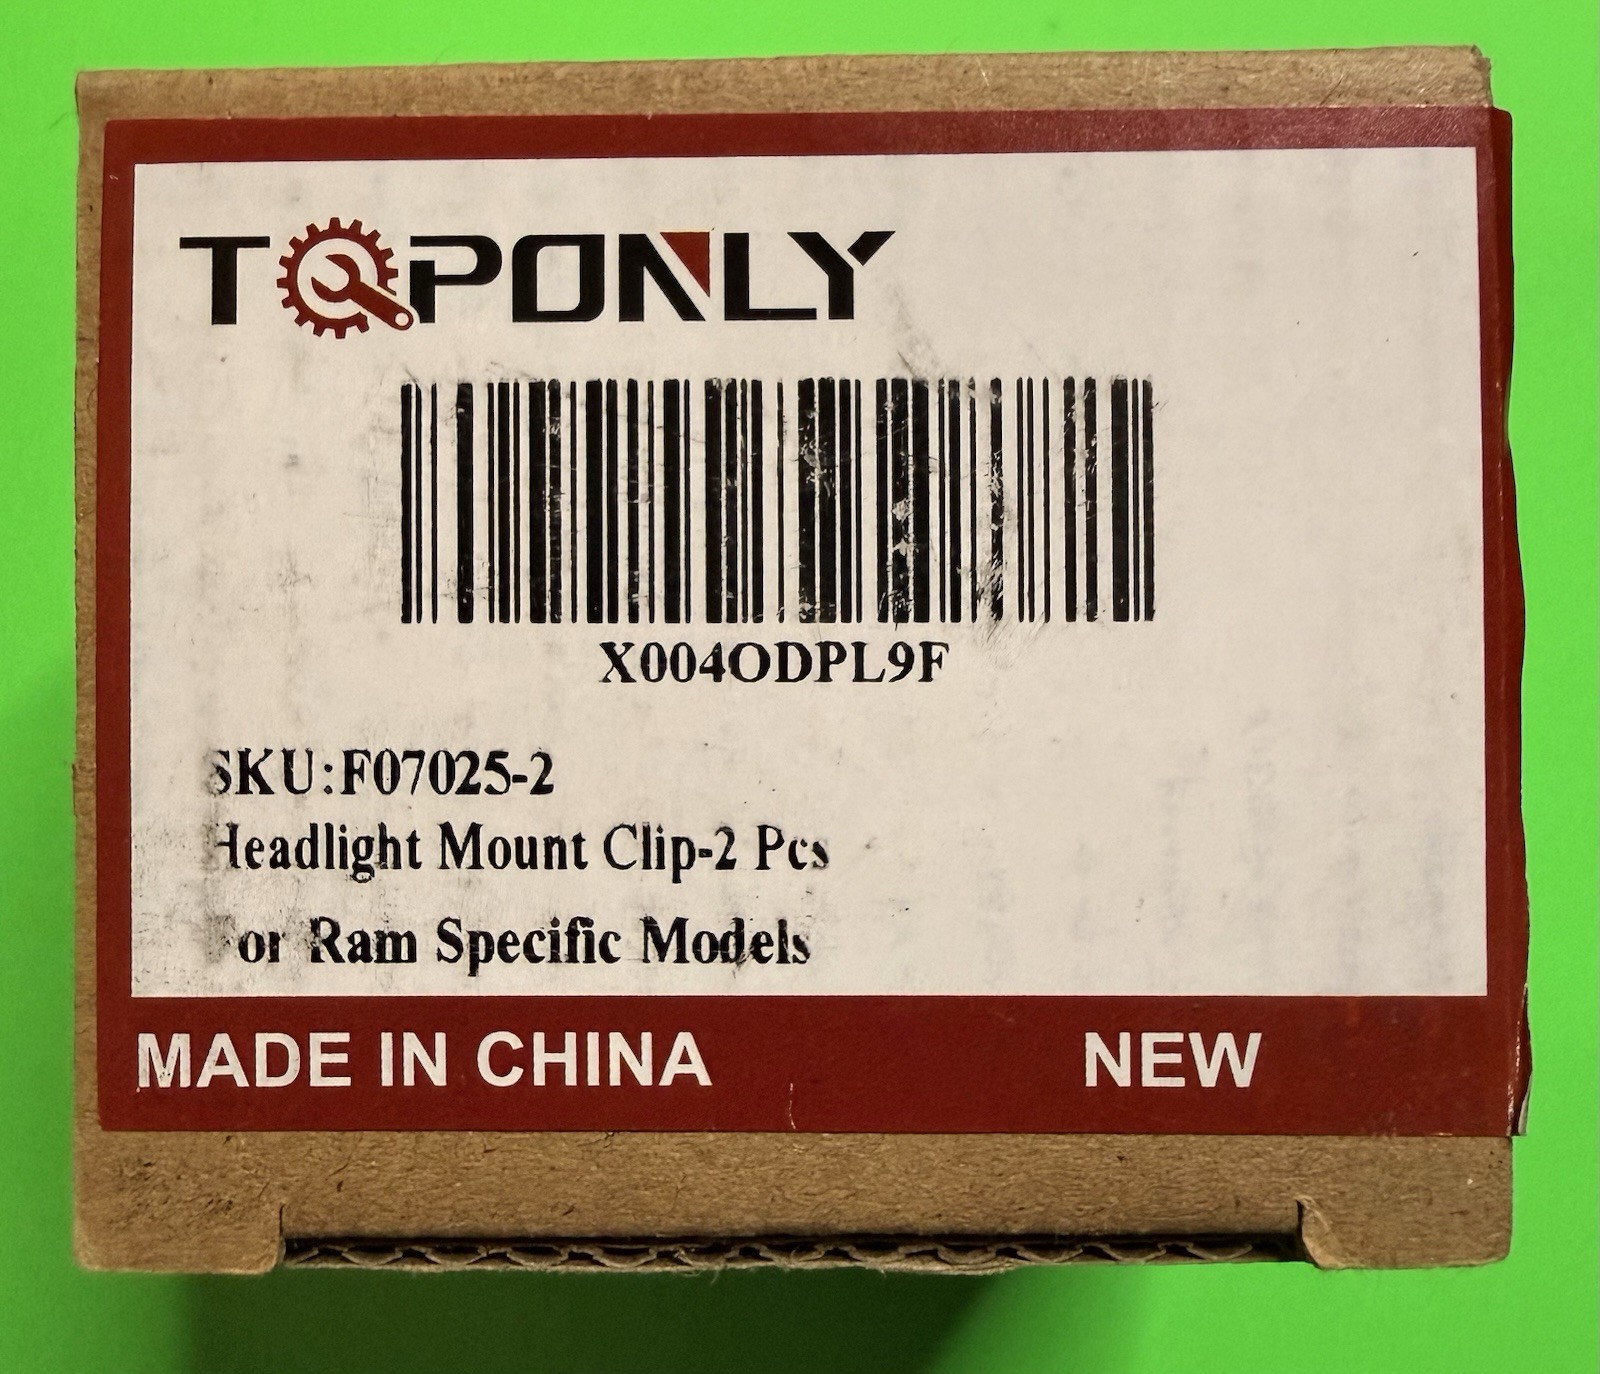 TOPONLY
X004ODPL9F
SKU:F07025-2
Headlight Mount Clip-2 Pcs
For Ram Specific Models
MADE IN CHINA
NEW